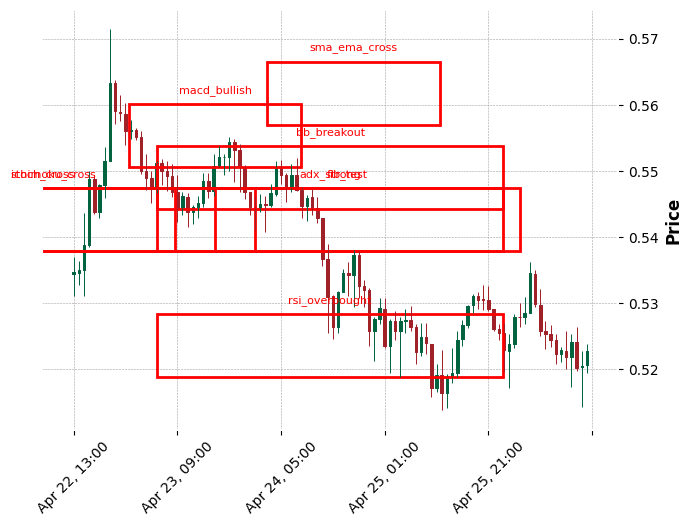 0.57
sma_ema_cross
macd_bullish
0.56
bb_breakout
0.55
adx_strong
0.54
Price
0.53
rsi_overbought
0.52
Apr 22, 13:00
Apr 23, 09:00
Apr 24, 05:00
Apr 25, 01:00
Apr 25, 21:00